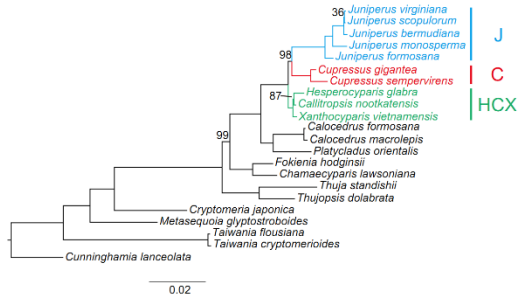 36
Juniperus virginiana
Juniperus scopulorum
Juniperus bermudiana
Juniperus monosperma
Juniperus formosana
J
98
Cupressus gigantea
Cupressus sempervirens
C
87
Hesperocyparis glabra
Callitropsis nootkatensis
Xanthocyparis vietnamensis
HCX
Calocedrus formosana
Calocedrus macrolepis
Platycladus orientalis
99
Fokienia hodginsii
Chamaecyparis lawsoniana
Thuja standishii
Thujopsis dolabrata
Cryptomeria japonica
Metasequoia glyptostroboides
Taiwania flousiana
Taiwania cryptomerioides
Cunninghamia lanceolata
0.02